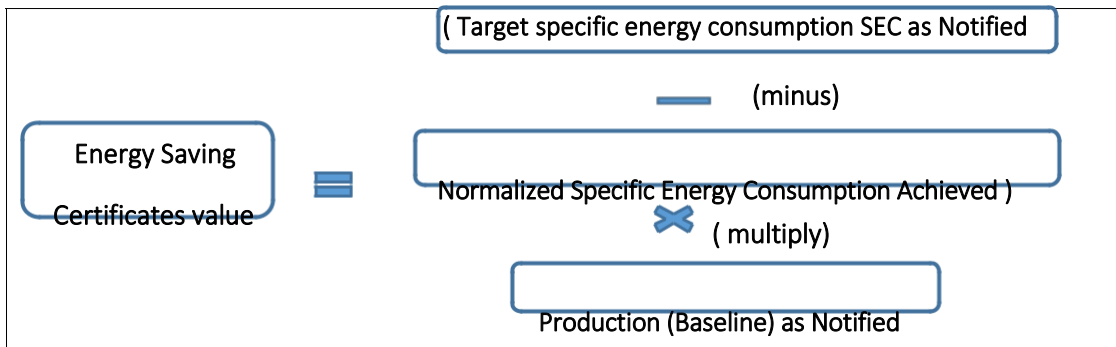 ( Target specific energy consumption SEC as Notified
(minus)
Energy Saving
Certificates value
Normalized Specific Energy Consumption Achieved )
( multiply)
Production (Baseline) as Notified